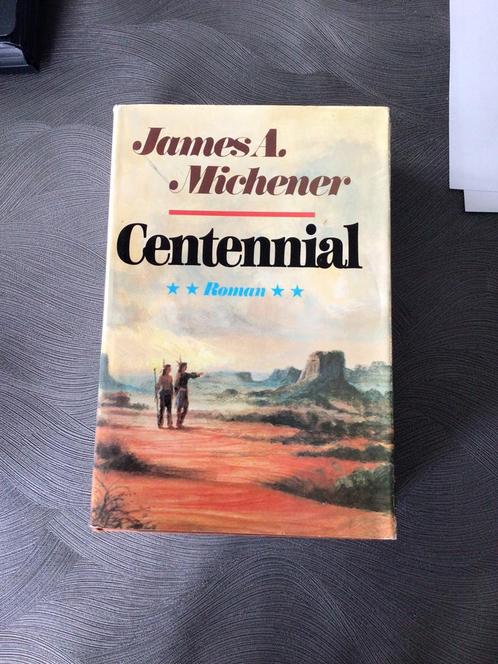 James A.
Michener
Centennial
★ ★ Roman ★ ★